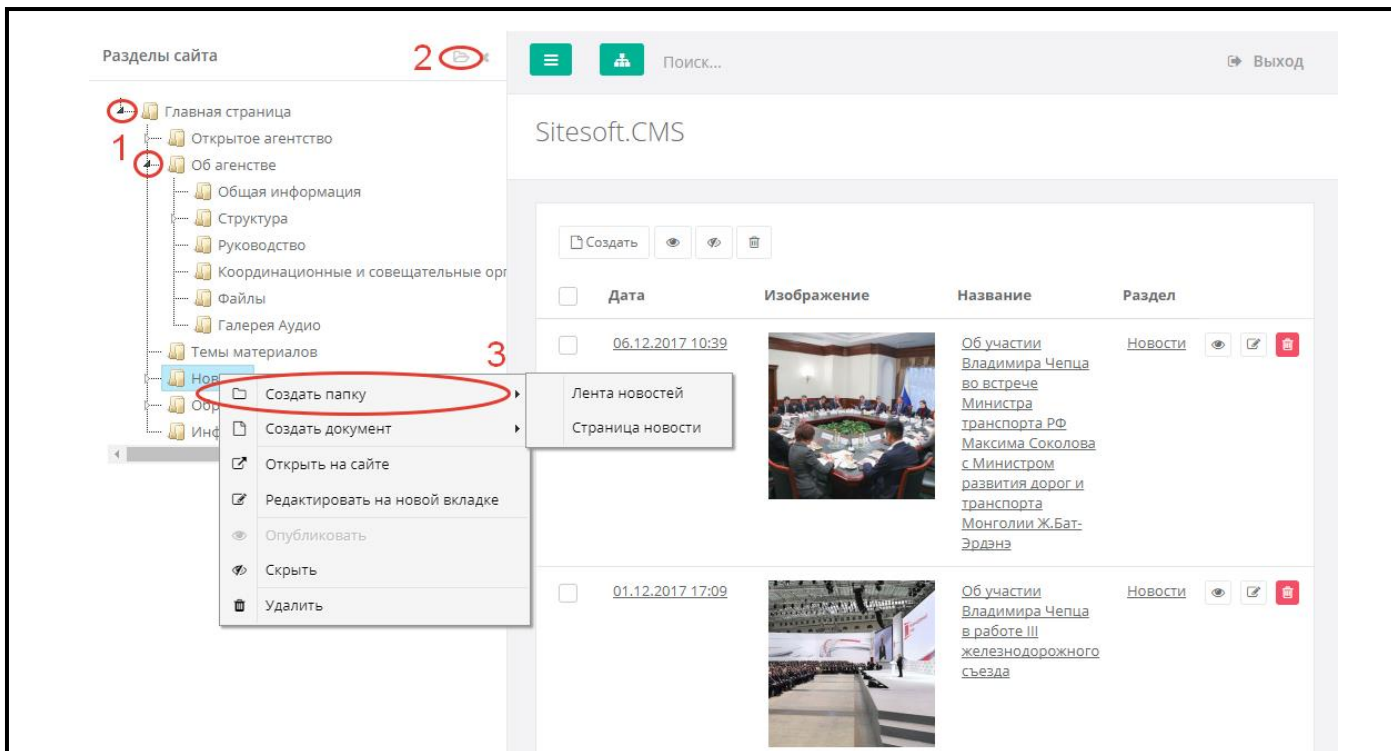 Разделы сайта
2
Поиск...
Выход
Главная страница
1
Открытое агентство
Об агенстве
Общая информация
Структура
Руководство
Координационные и совещательные
Файлы
Галерея Аудио
Темы материалов
3
Создать папку
Создать документ
Открыть на сайте
Редактировать на новой вкладке
Опубликовать
Скрыть
Удалить
Лента новостей
Страница новости
Sitesoft.CMS
Создать
Дата Изображение Название Раздел
06.12.2017 10:39
Об участии
Владимира Чепца
во встрече
Министра
транспорта РФ
Максима Соколова
с Министром
развития дорог и
транспорта
Монголии Ж.Бат-
Эрдэнэ
Новости
01.12.2017 17:09
Об участии
Владимира Чепца
в работе III
железнодорожного
съезда
Новости